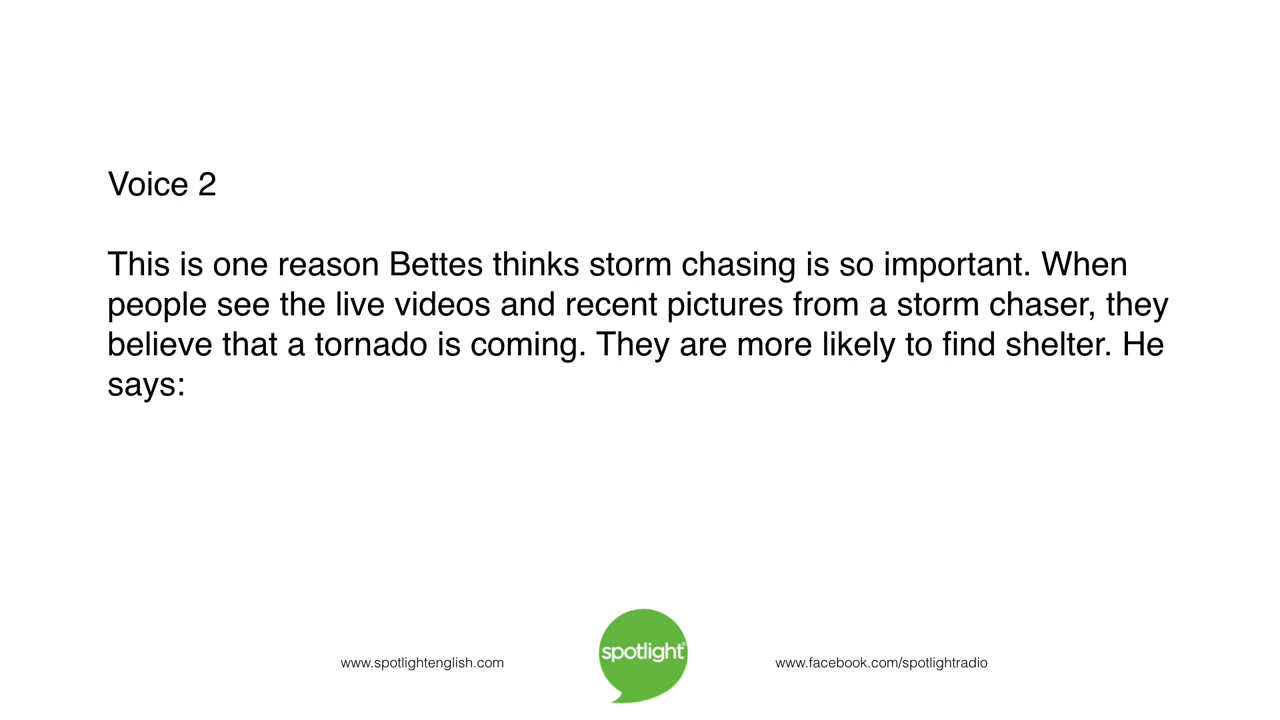 Voice 2
This is one reason Bettes thinks storm chasing is so important. When
people see the live videos and recent pictures from a storm chaser, they
believe that a tornado is coming. They are more likely to find shelter. He
says:
www.spotlightenglish.com
spotlight®
www.facebook.com/spotlightradio